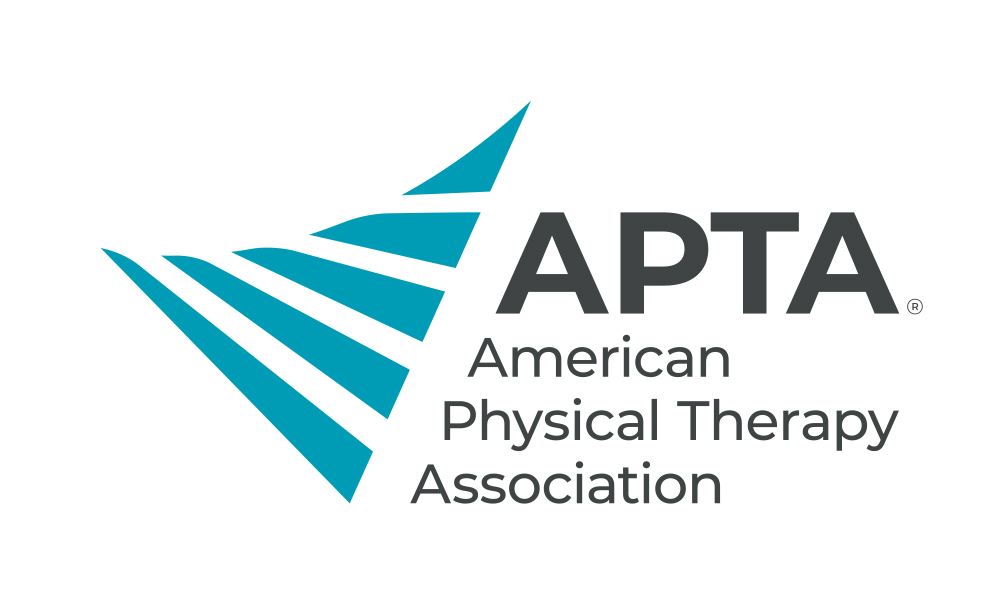 APTA®
American
Physical Therapy
Association